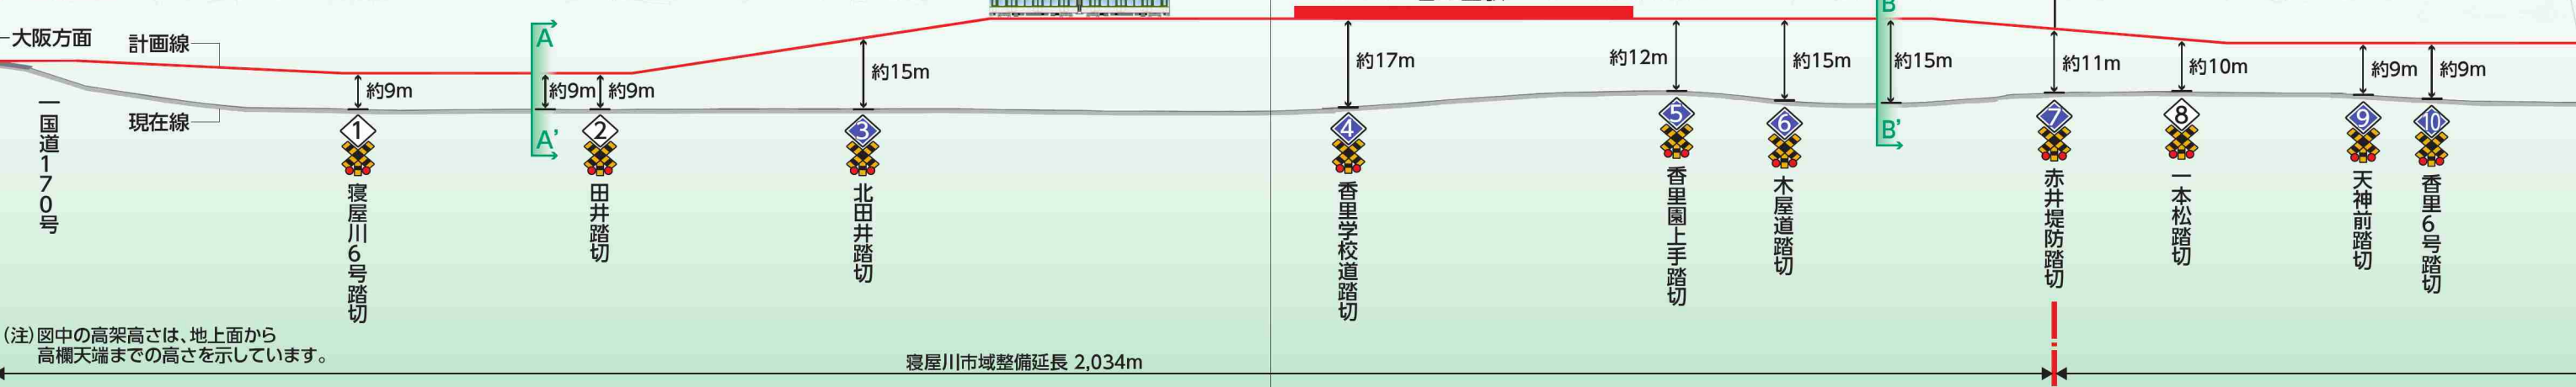 B
大阪方面
計画線
A
約9m
約9m
約9m
約15m
約17m
約12m
約15m
約15m
約11m
約10m
約9m
約9m
現在線
A’
B’
一国道170号
1
寝屋川6号踏切
2
田井踏切
3
北田井踏切
4
香里学校道踏切
5
香里園上手踏切
6
木屋道踏切
7
赤井堤防踏切
8
一本松踏切
9
天神前踏切
10
香里6号踏切
(注)図中の高架高さは、地上面から
高欄天端までの高さを示しています。
寝屋川市域整備延長 2,034m